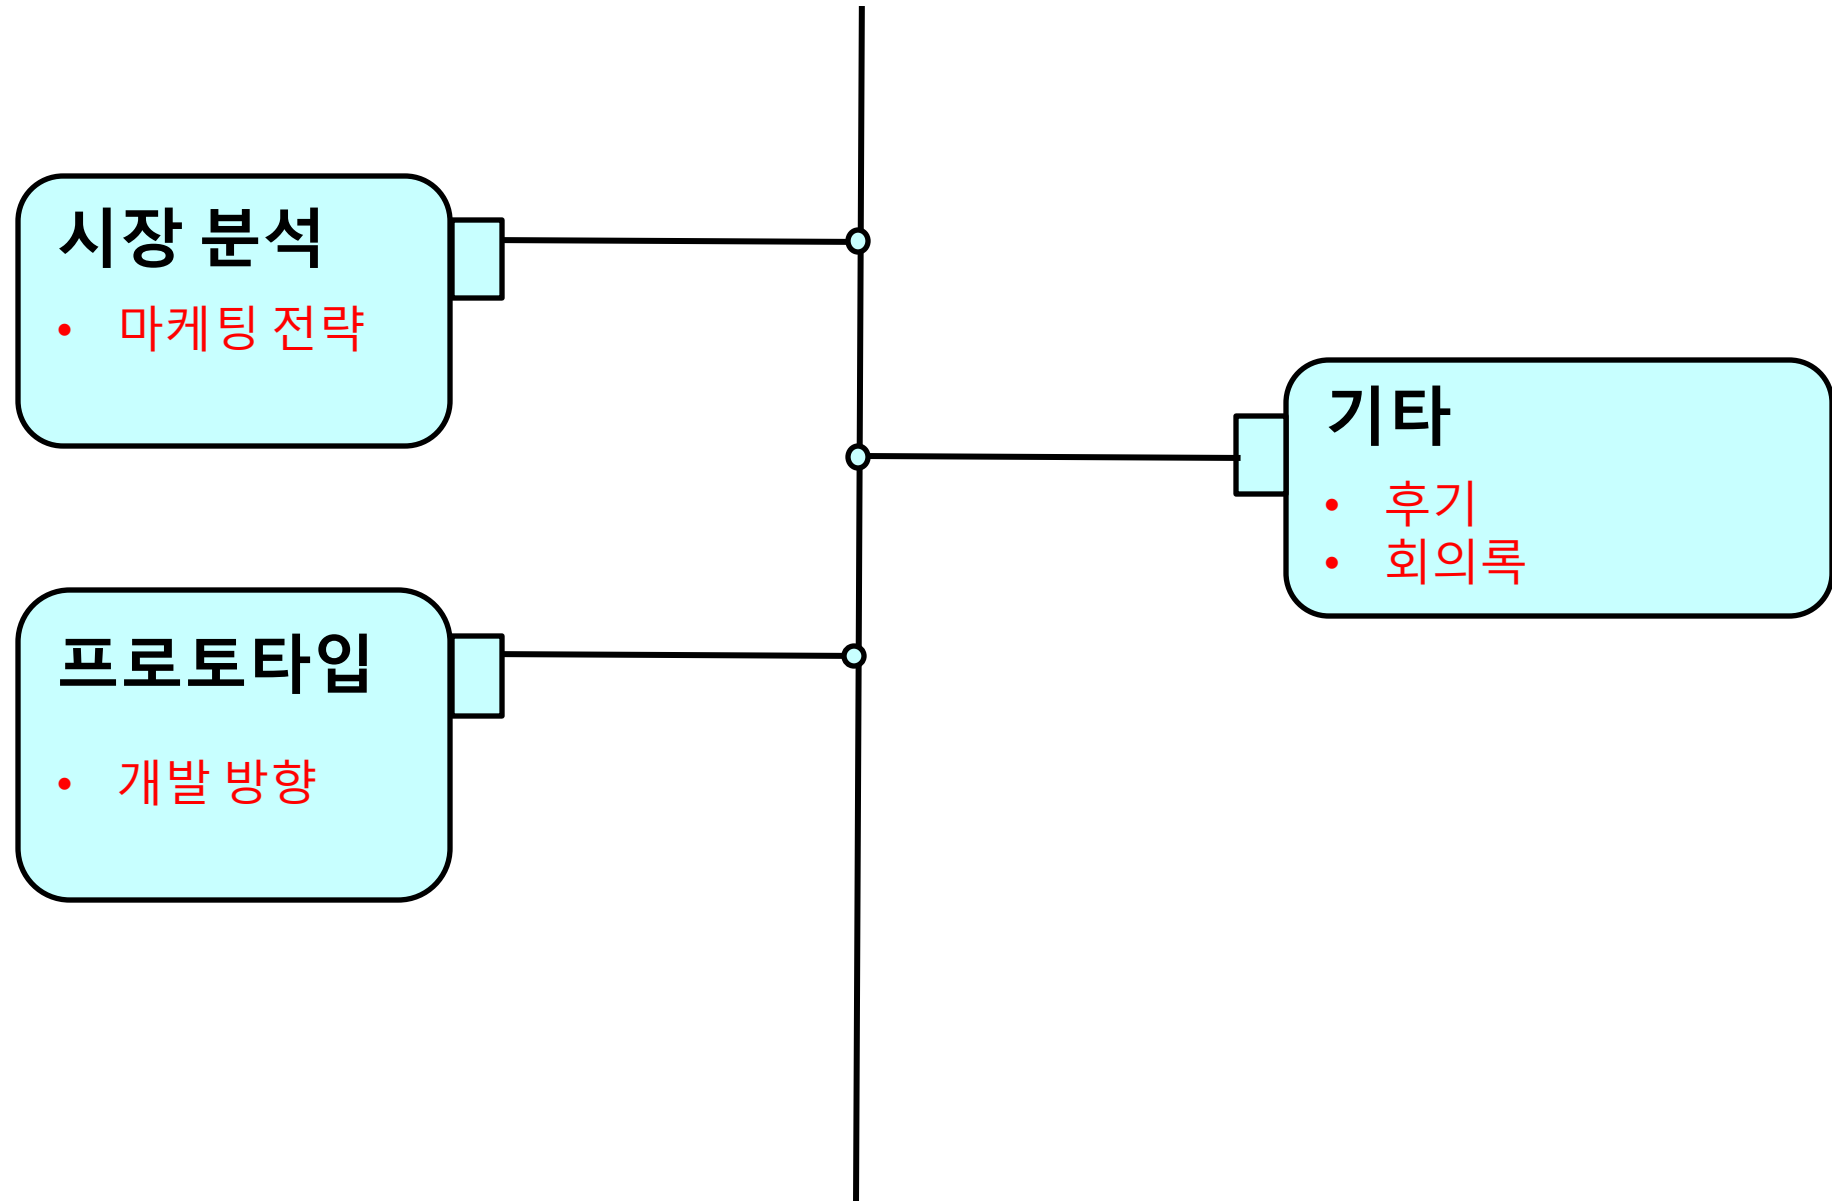 시장 분석
• 마케팅 전략
기타
• 후기
• 회의록
프로토타입
• 개발 방향